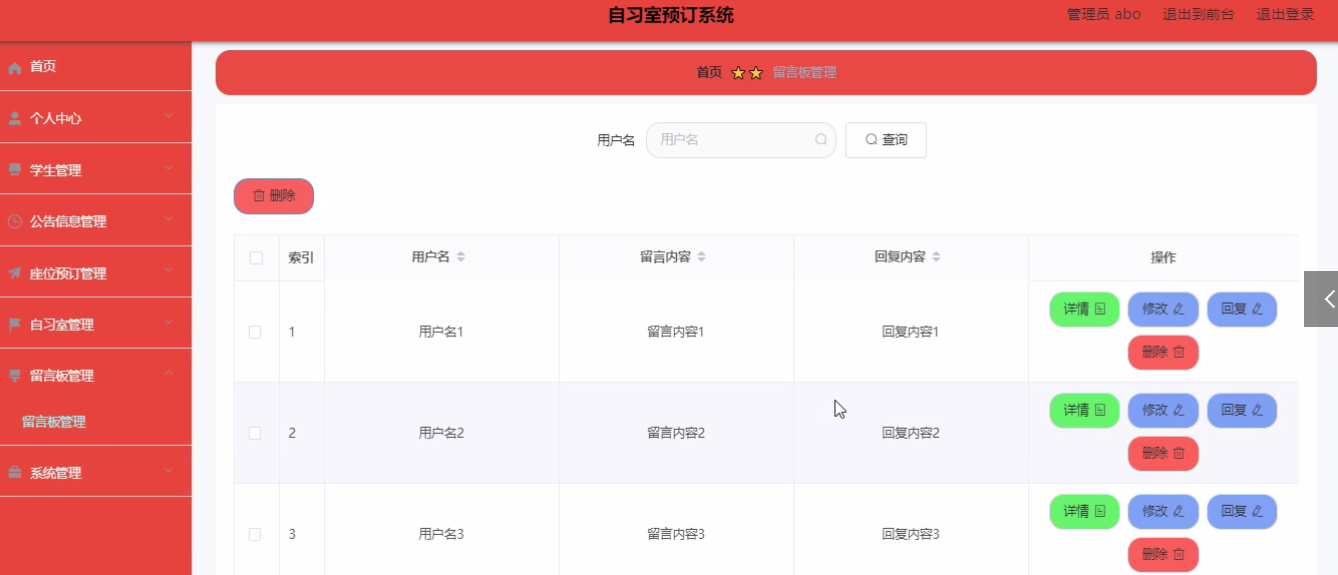 自习室预订系统
管理员 abo 退出到前台 退出登录
首页
个人中心
学生管理
公告信息管理
座位预订管理
自习室管理
留言板管理
留言板管理
系统管理
首页 留言板管理
用户名 用户名 查询
删除
索引 用户名 留言内容 回复内容 操作
1 用户名1 留言内容1 回复内容1 详情 修改 回复
删除
2 用户名2 留言内容2 回复内容2 详情 修改 回复
删除
3 用户名3 留言内容3 回复内容3 详情 修改 回复
删除